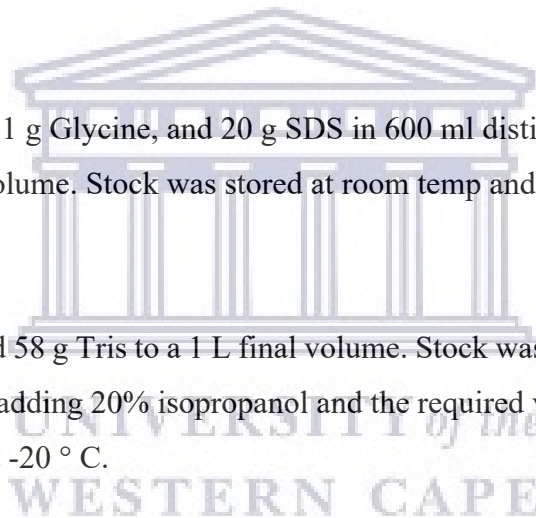 1 g Glycine, and 20 g SDS in 600 ml disti
olume. Stock was stored at room temp and
d 58 g Tris to a 1 L final volume. Stock was
adding 20% isopropanol and the required v
-20 ° C.
UNIVERSITY of the
WESTERN CAPE